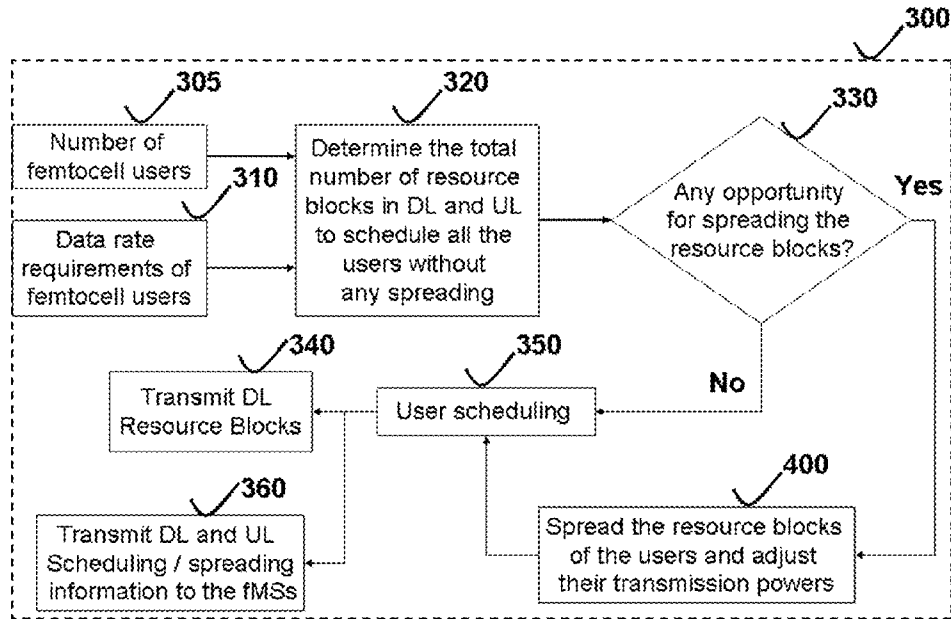 300
305
Number of
femtocell users
310
Data rate
requirements of
femtocell users
320
Determine the total
number of resource
blocks in DL and UL
to schedule all the
users without
any spreading
330
Any opportunity
for spreading the
resource blocks?
Yes
No
340
Transmit DL
Resource Blocks
350
User scheduling
360
Transmit DL and UL
Scheduling / spreading
information to the fMSs
400
Spread the resource blocks
of the users and adjust
their transmission powers